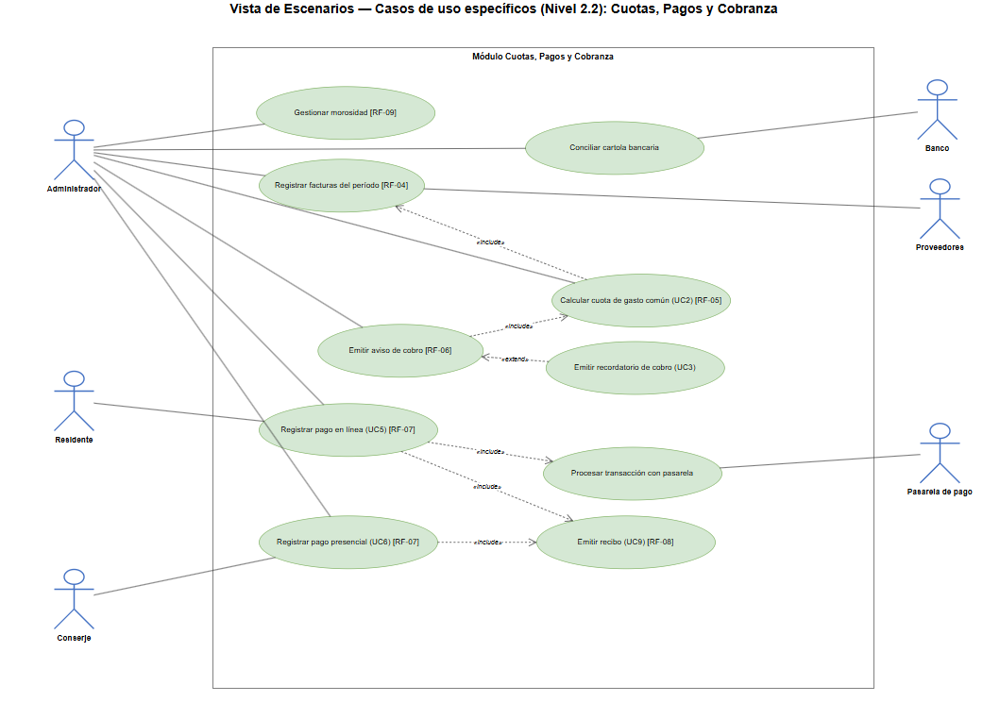 Vista de Escenarios — Casos de uso específicos (Nivel 2.2): Cuotas, Pagos y Cobranza
Módulo Cuotas, Pagos y Cobranza
Gestionar morosidad [RF-09]
Conciliar cartola bancaria
Banco
Administrador
Registrar facturas del período [RF-04]
«include»
Proveedores
Calcular cuota de gasto común (UC2) [RF-05]
«include»
Emitir aviso de cobro [RF-06]
«extend»
Emitir recordatorio de cobro (UC3)
Residente
Registrar pago en línea (UC5) [RF-07]
«include»
Procesar transacción con pasarela
«include»
Pasarela de pago
Registrar pago presencial (UC6) [RF-07]
«include»
Emitir recibo (UC9) [RF-08]
Conserje